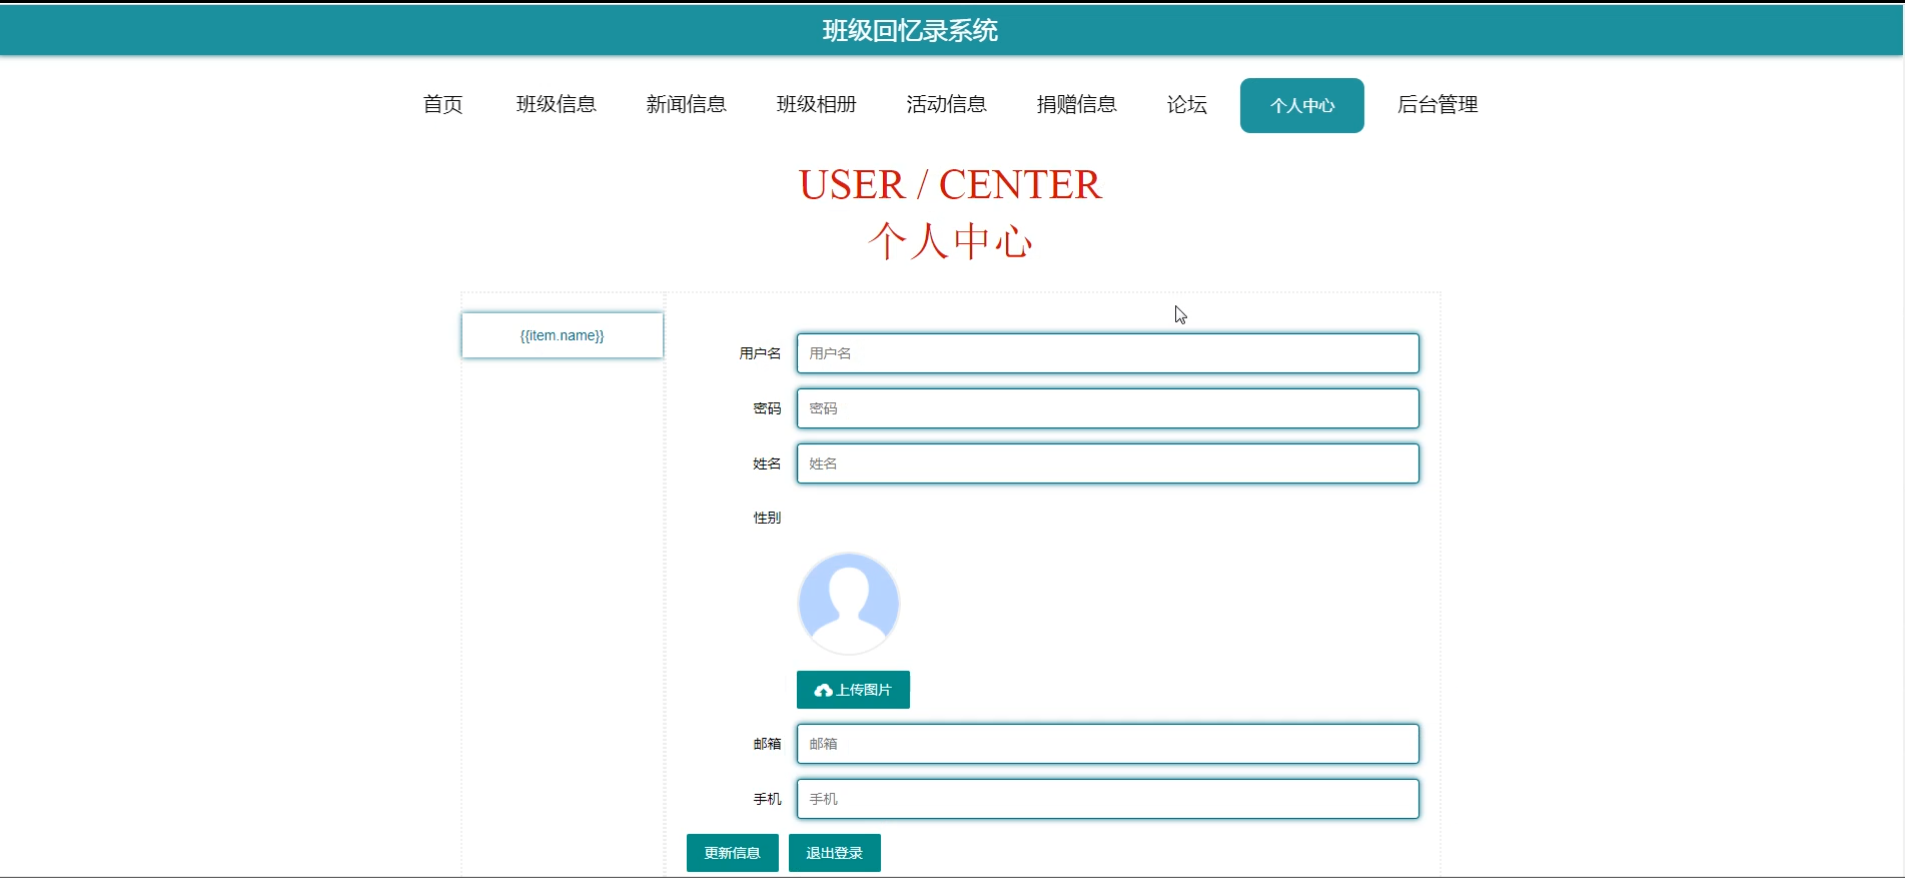 班级回忆录系统
首页 班级信息 新闻信息 班级相册 活动信息 捐赠信息 论坛 个人中心 后台管理
USER / CENTER
个人中心
{{item.name}}
用户名 用户名
密码 密码
姓名 姓名
性别
上传图片
邮箱 邮箱
手机 手机
更新信息 退出登录